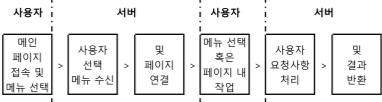 사용자 서버 사용자 서버
메인
페이지
접속 및
메뉴 선택
>
사용자
선택
메뉴 수신
>
및
페이지
연결
>
메뉴 선택
혹은
페이지 내
작업
>
사용자
요청사항
처리
>
및
결과
반환